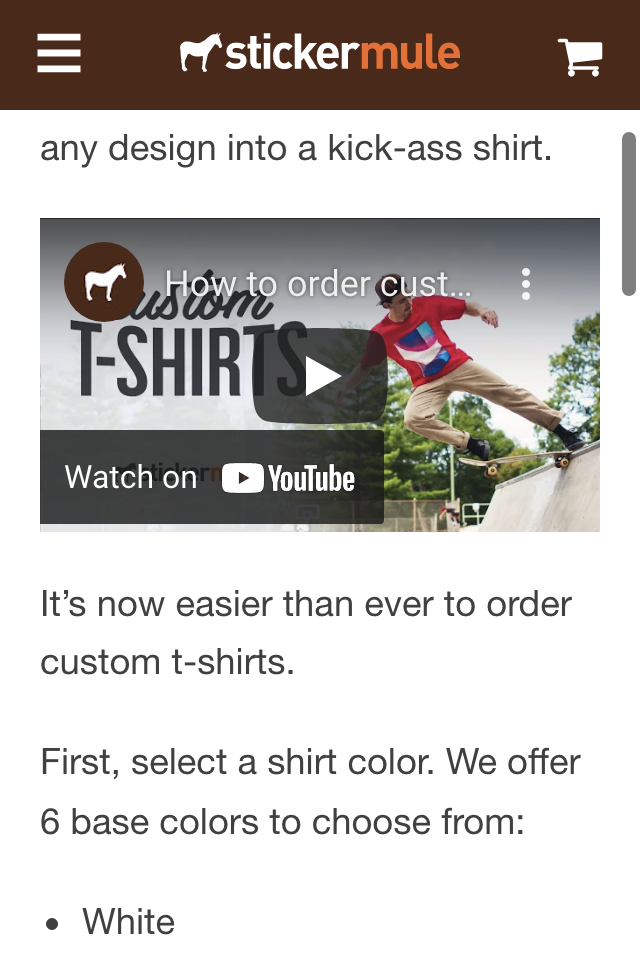 stickermule
any design into a kick-ass shirt.
How to order cust...
Custom
T-SHIRTS
Watch on YouTube
It’s now easier than ever to order
custom t-shirts.
First, select a shirt color. We offer
6 base colors to choose from:
• White